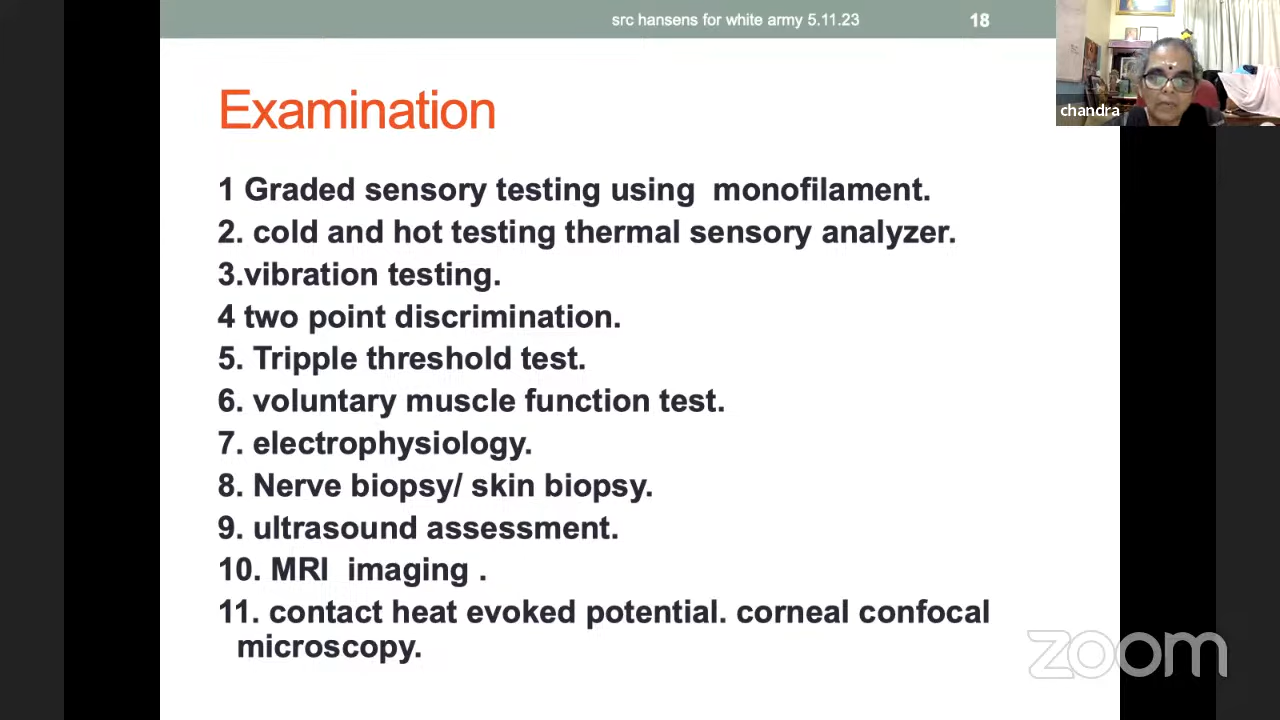 src hansens for white army 5.11.23
18
chandra
Examination
1 Graded sensory testing using monofilament.
2. cold and hot testing thermal sensory analyzer.
3.vibration testing.
4 two point discrimination.
5. Tripple threshold test.
6. voluntary muscle function test.
7. electrophysiology.
8. Nerve biopsy/ skin biopsy.
9. ultrasound assessment.
10. MRI imaging .
11. contact heat evoked potential. corneal confocal
microscopy.
zoom